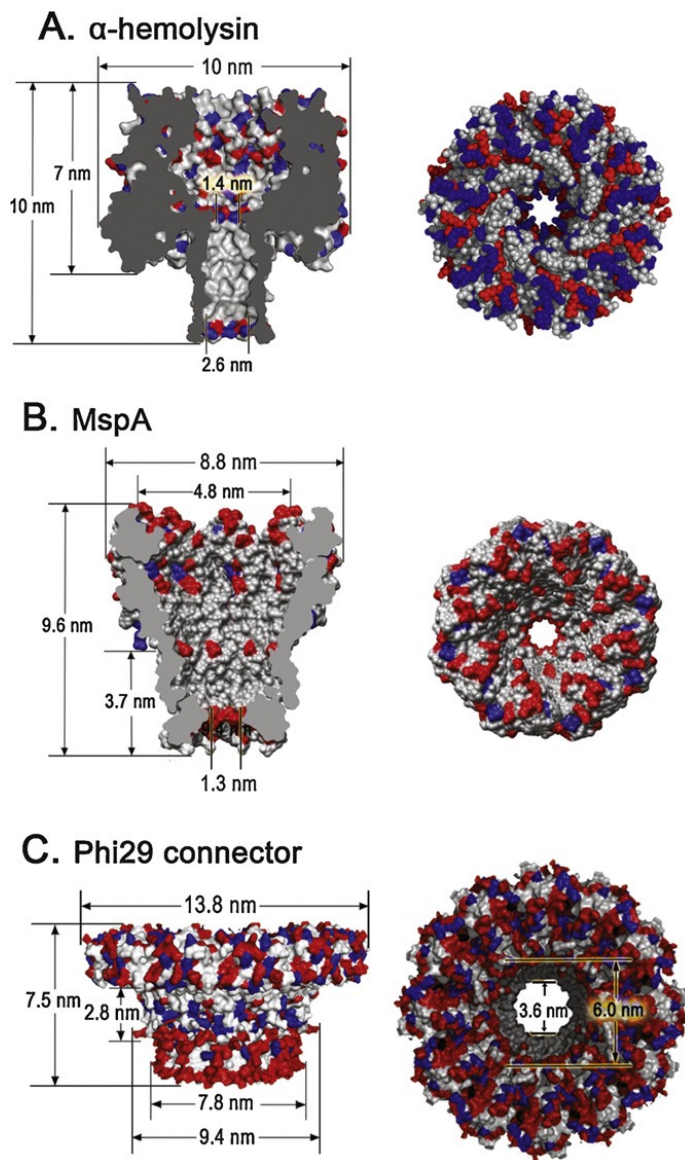 A. α-hemolysin
10 nm
7 nm
10 nm
1.4 nm
2.6 nm
B. MspA
8.8 nm
4.8 nm
9.6 nm
3.7 nm
1.3 nm
C. Phi29 connector
13.8 nm
7.5 nm
2.8 nm
7.8 nm
9.4 nm
3.6 nm
6.0 nm